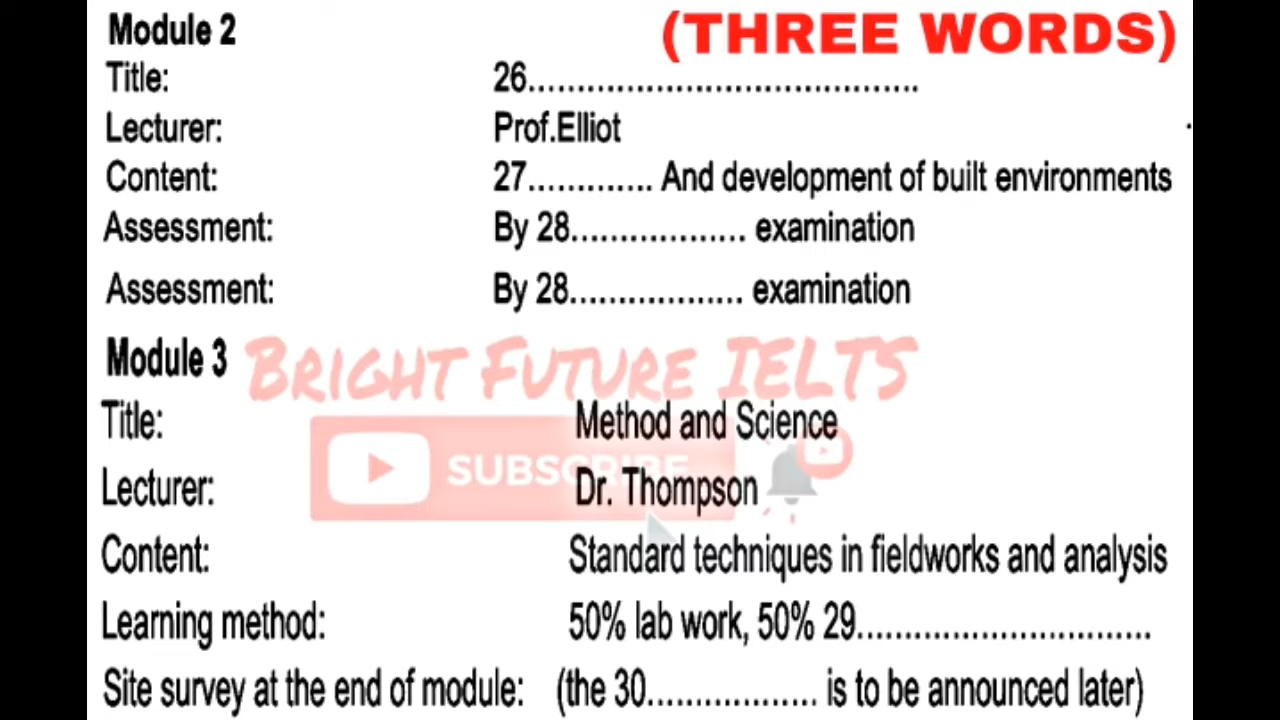 Module 2
(THREE WORDS)
Title: 26.......................................
Lecturer: Prof.Elliot
Content: 27............. And development of built environments
Assessment: By 28.................. examination
Assessment: By 28.................. examination
Module 3
BRIGHT FUTURE IELTS
Title: Method and Science
SUBSCRIBE
Lecturer: Dr. Thompson
Content: Standard techniques in fieldworks and analysis
Learning method: 50% lab work, 50% 29...............................
Site survey at the end of module: (the 30.................. is to be announced later)